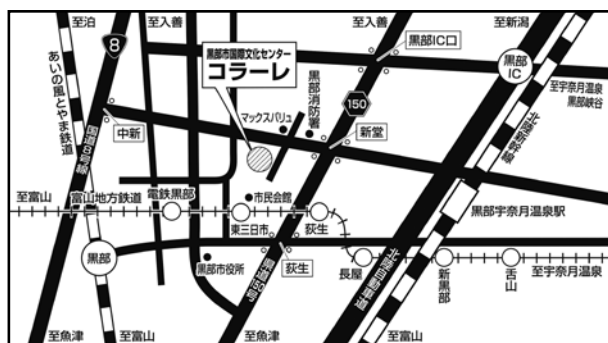 至泊
至入善
至入善
至新潟
8
黒部市国際文化センター
コラーレ
黒部IC口
黒部
IC
至宇奈月温泉
黒部峡谷
あいの風とやま鉄道
国道8号線
中新
マックスバリュ
黒部消防署
150
新堂
北陸新幹線
至富山
富山地方鉄道
電鉄黒部
市民会館
東三日市
荻生
黒部宇奈月温泉駅
黒部
黒部市役所
荻生
県道150号
長屋
北陸自動車道
新黒部
舌山
至宇奈月温泉
至魚津
至富山
至魚津
至富山